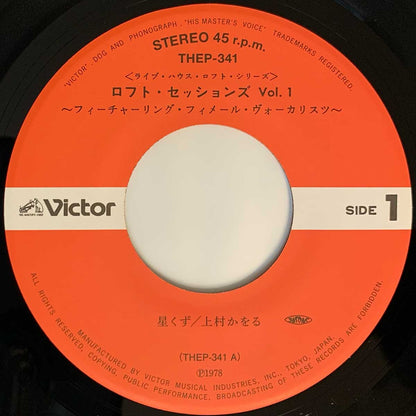 "VICTOR" DOG AND PHONOGRAPH, "HIS MASTER'S VOICE" TRADEMARKS REGISTERED.
STEREO 45 r.p.m.
THEP-341
<ライブ・ハウス・ロフト・シリーズ>
ロフト・セッションズ Vol. 1
〜フィーチャーリング・フィメール・ヴォーカリスツ〜
Victor
SIDE 1
星くず/上村かをる
(THEP-341 A)
Ⓟ1978
MANUFACTURED BY VICTOR MUSICAL INDUSTRIES, INC., TOKYO, JAPAN.
ALL RIGHTS RESERVED. UNAUTHORIZED
COPYING, PUBLIC PERFORMANCE, BROADCASTING OF THESE RECORDS ARE FORBIDDEN.